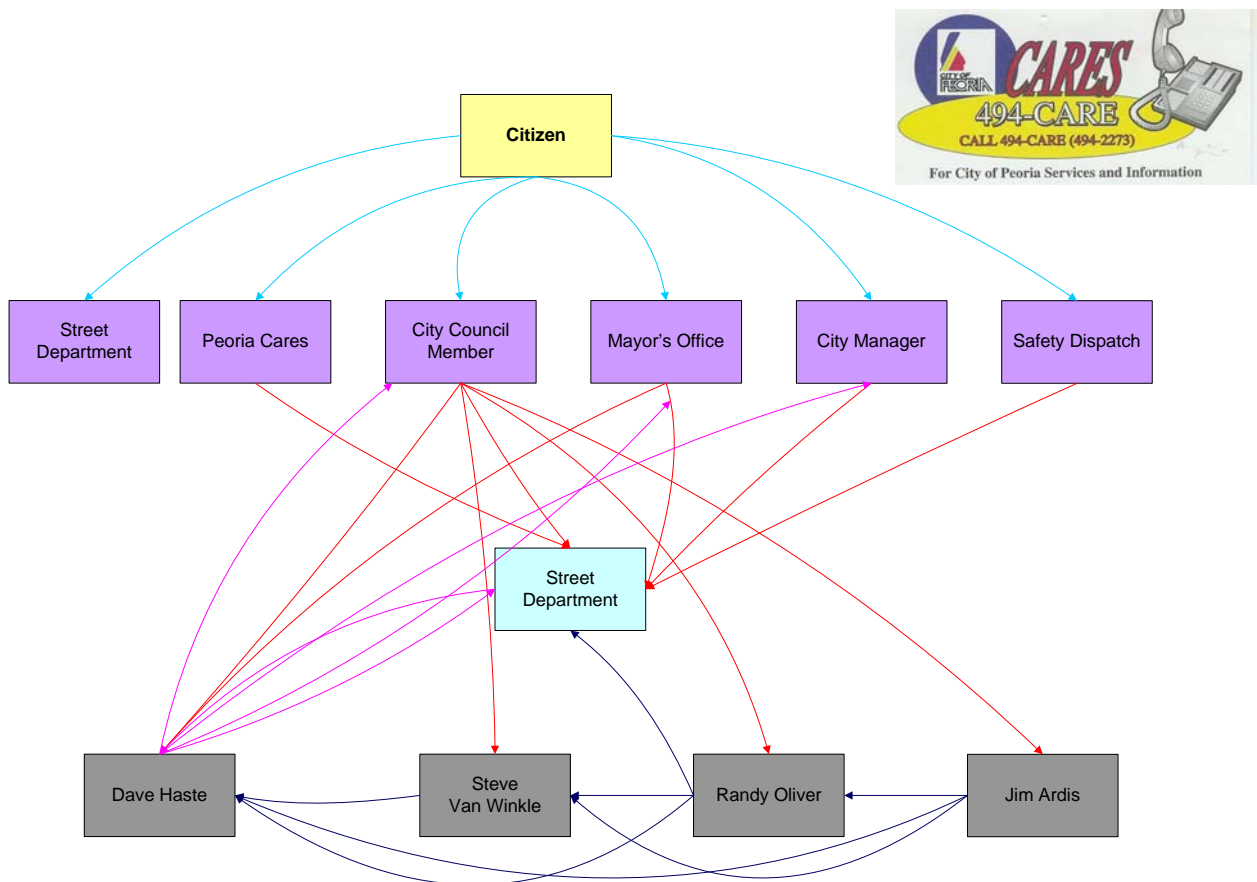 CITY OF
PEORIA
CARES
494-CARE
CALL 494-CARE (494-2273)
For City of Peoria Services and Information
Citizen
Street
Department
Peoria Cares
City Council
Member
Mayor's Office
City Manager
Safety Dispatch
Street
Department
Dave Haste
Steve
Van Winkle
Randy Oliver
Jim Ardis